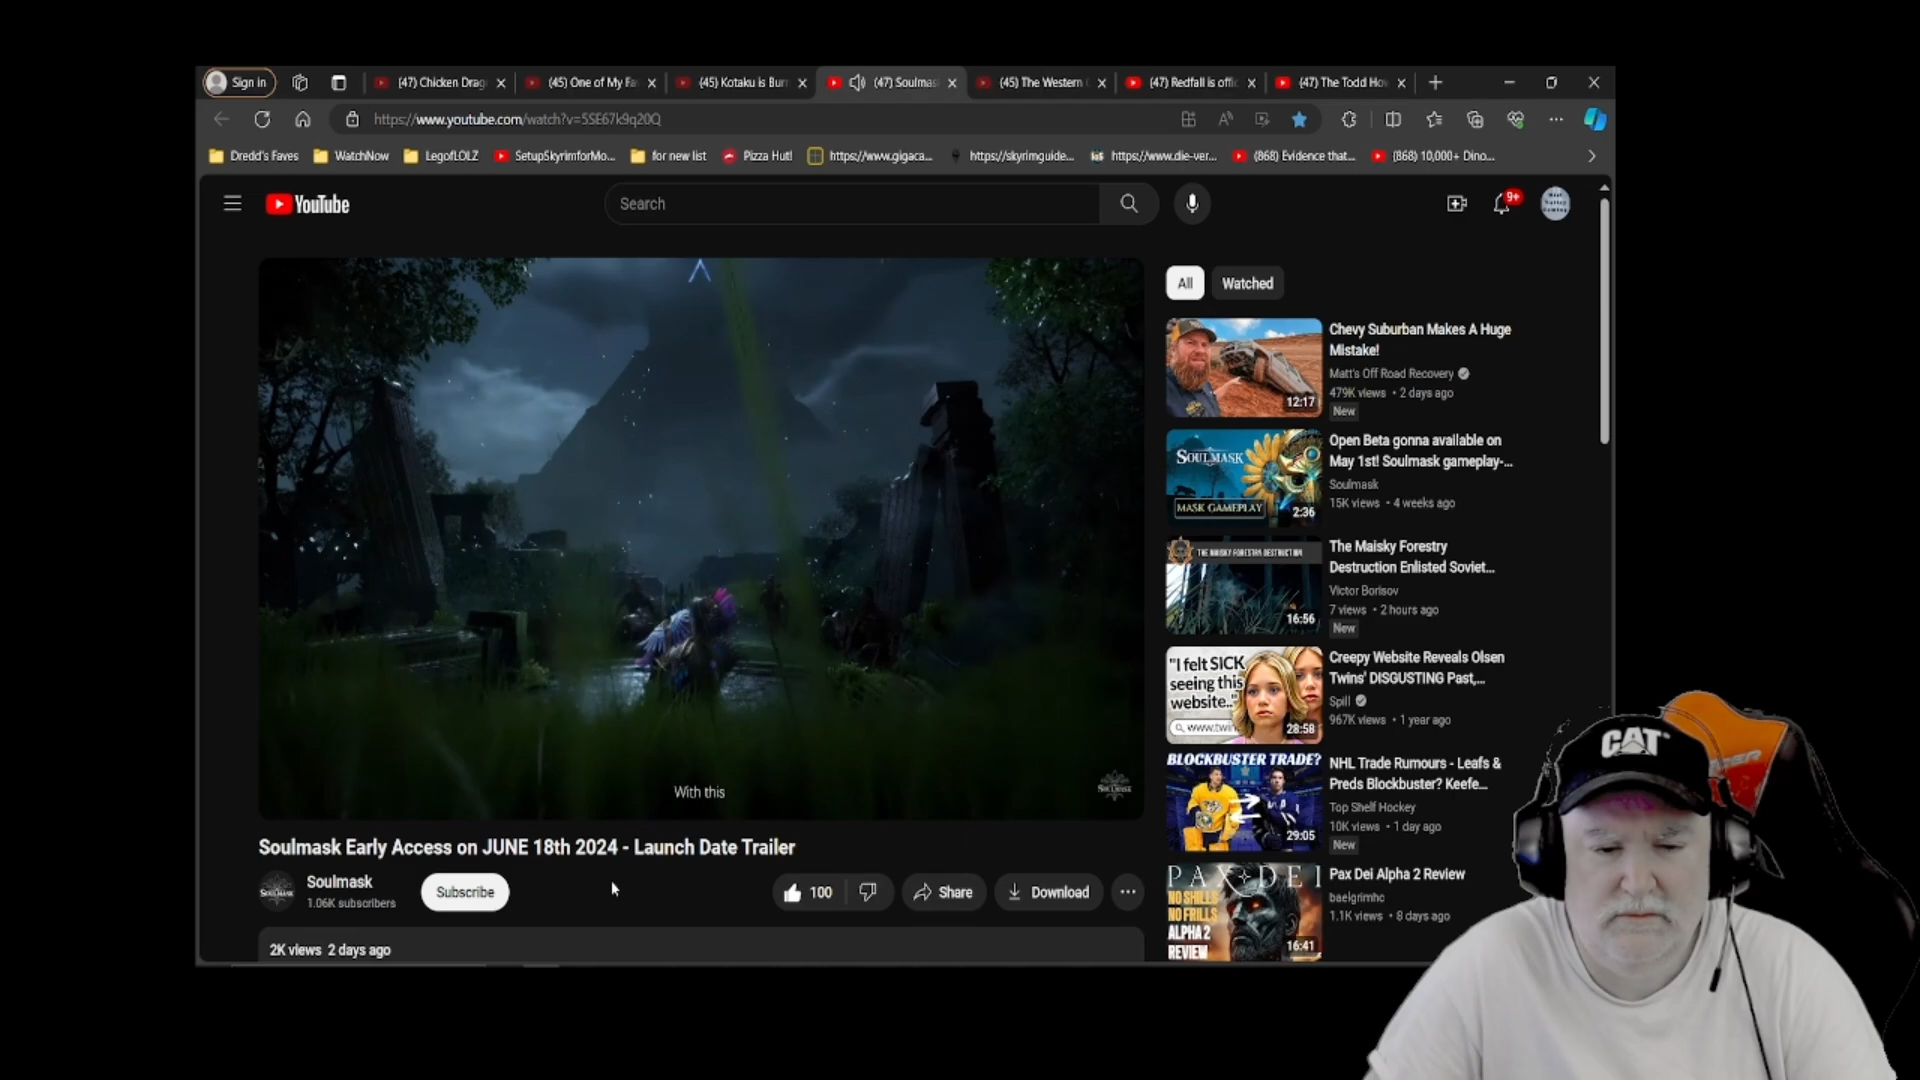 Sign in
(47) Chicken Drag
(45) One of My Fa
(45) Kotaku is Burn
(47) Soulmas
(45) The Western
(47) Redfall is offi
(47) The Todd Ho
https://www.youtube.com/watch?v=5SE67k9q20Q
Dredd's Faves
WatchNow
LegofLOLZ
SetupSkyrimforMo...
for new list
Pizza Hut!
https://www.gigaca...
https://skyrimguide...
https://www.die-ver...
(868) Evidence that...
(868) 10,000+ Dino...
YouTube
Search
9+
All
Watched
12:17
Chevy Suburban Makes A Huge
Mistake!
Matt's Off Road Recovery
479K views • 2 days ago
New
SOULMASK
MASK GAMEPLAY
2:36
Open Beta gonna available on
May 1st! Soulmask gameplay-...
Soulmask
15K views • 4 weeks ago
THE MAISKY FORESTRY DESTRUCTION
16:56
The Maisky Forestry
Destruction Enlisted Soviet...
Victor Borisov
7 views • 2 hours ago
New
"I felt SICK
seeing this
website.."
www.twin
28:58
Creepy Website Reveals Olsen
Twins' DISGUSTING Past,...
Spill
967K views • 1 year ago
BLOCKBUSTER TRADE?
29:05
NHL Trade Rumours - Leafs &
Preds Blockbuster? Keefe...
Top Shelf Hockey
10K views • 1 day ago
New
PAX DEI
NO SHILLS
NO FRILLS
ALPHA 2
REVIEW
16:41
Pax Dei Alpha 2 Review
baelgrimhc
1.1K views • 8 days ago
With this
SOULMASK
Soulmask Early Access on JUNE 18th 2024 - Launch Date Trailer
Soulmask
1.06K subscribers
Subscribe
100
Share
Download
2K views 2 days ago
CAT